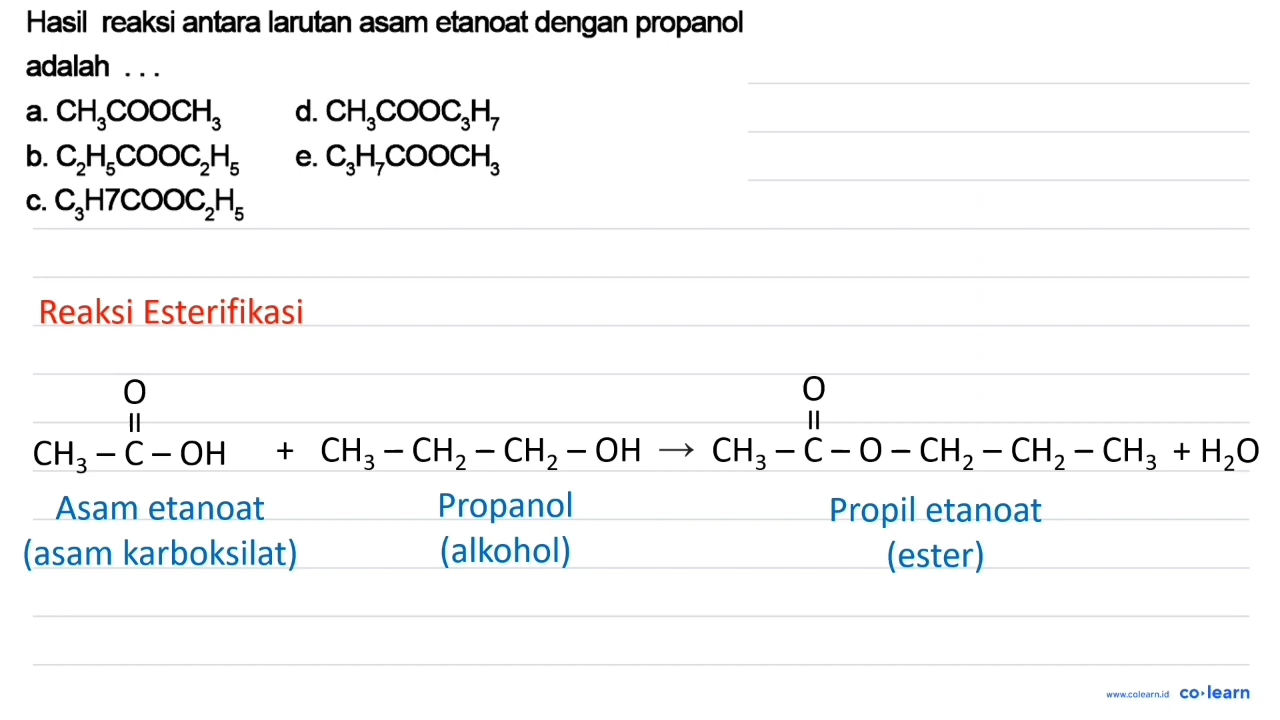 Hasil reaksi antara larutan asam etanoat dengan propanol
adalah . . .
a. CH₃COOCH₃ d. CH₃COOC₃H₇
b. C₂H₅COOC₂H₅ e. C₃H₇COOCH₃
c. C₃H7COOC₂H₅
Reaksi Esterifikasi
O O
॥ ॥
CH₃ – C – OH + CH₃ – CH₂ – CH₂ – OH → CH₃ – C – O – CH₂ – CH₂ – CH₃ + H₂O
Asam etanoat Propanol Propil etanoat
(asam karboksilat) (alkohol) (ester)
www.colearn.id co·learn